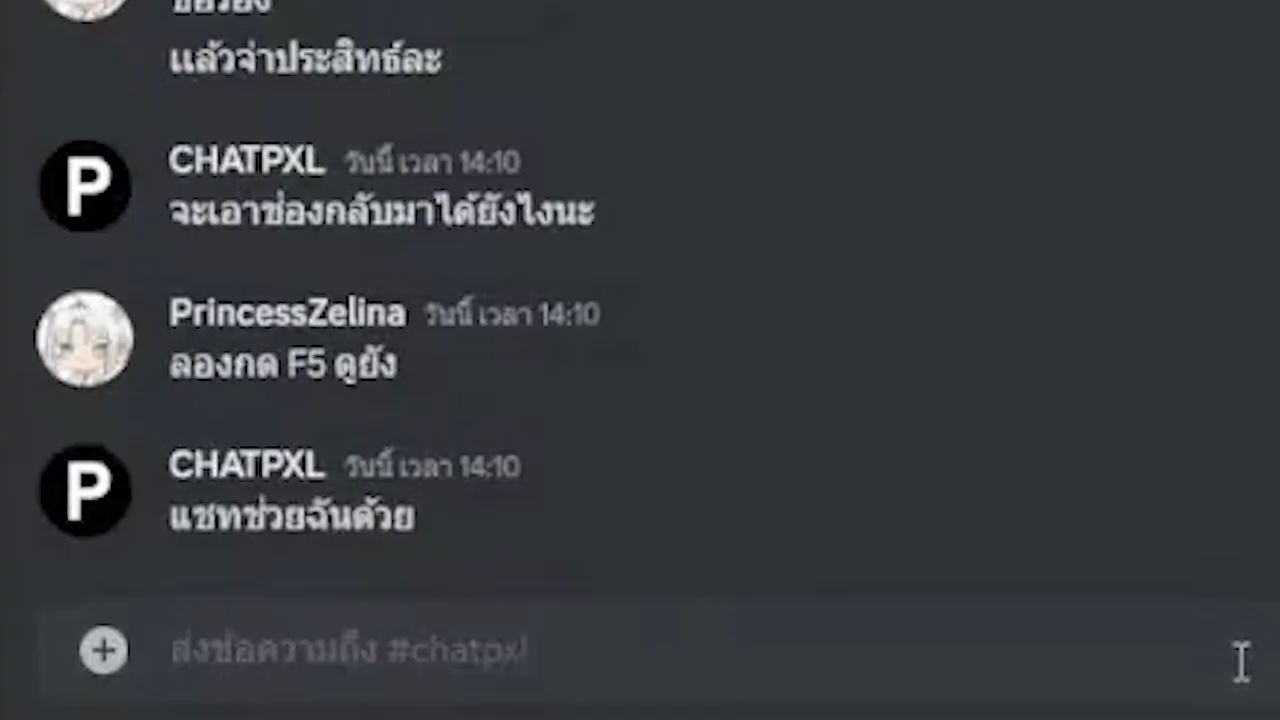 แล้วจ่าประสิทธ์ละ
P
CHATPXL วันนี้ เวลา 14:10
จะเอาช่องกลับมาได้ยังไงนะ
PrincessZelina วันนี้ เวลา 14:10
ลองกด F5 ดูยัง
P
CHATPXL วันนี้ เวลา 14:10
แชทช่วยฉันด้วย
ส่งข้อความถึง #chatpxl